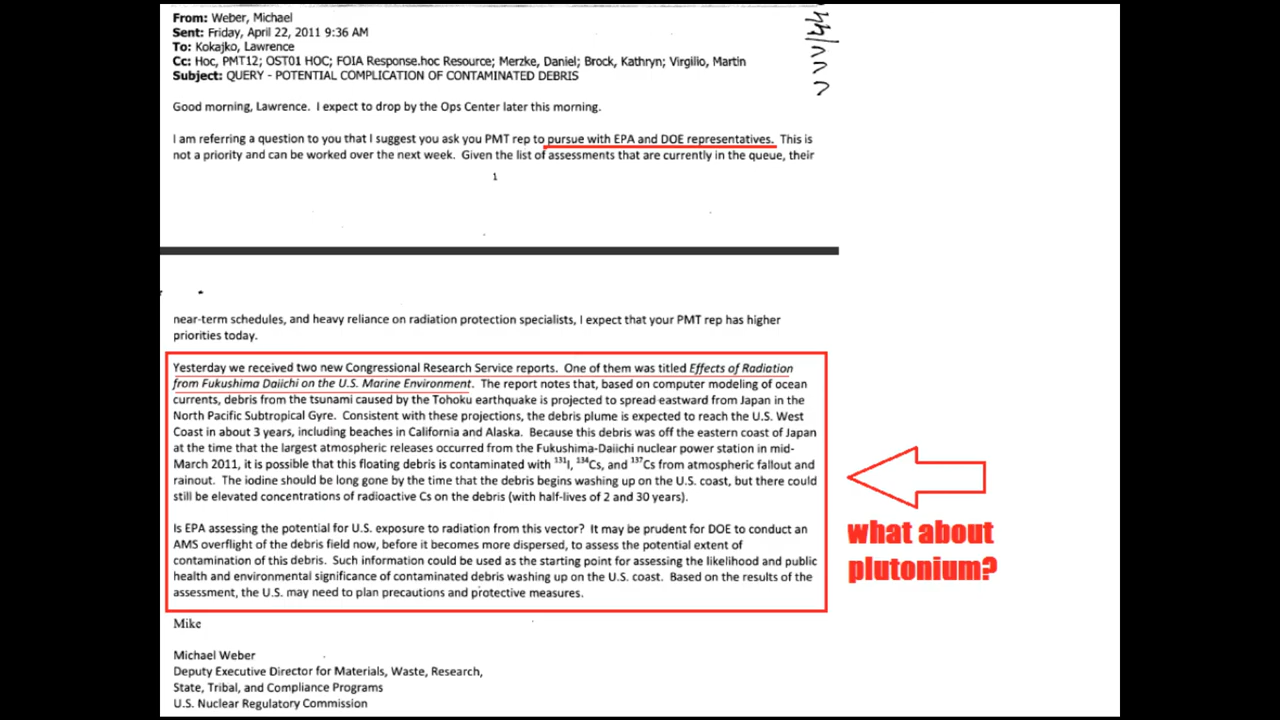 From: Weber, Michael
Sent: Friday, April 22, 2011 9:36 AM
To: Kokajko, Lawrence
Cc: Hoc, PMT12; OST01 HOC; FOIA Response.hoc Resource; Merzke, Daniel; Brock, Kathryn; Virgilio, Martin
Subject: QUERY - POTENTIAL COMPLICATION OF CONTAMINATED DEBRIS
Good morning, Lawrence. I expect to drop by the Ops Center later this morning.
I am referring a question to you that I suggest you ask you PMT rep to pursue with EPA and DOE representatives. This is
not a priority and can be worked over the next week. Given the list of assessments that are currently in the queue, their
1
near-term schedules, and heavy reliance on radiation protection specialists, I expect that your PMT rep has higher
priorities today.
Yesterday we received two new Congressional Research Service reports. One of them was titled Effects of Radiation
from Fukushima Daiichi on the U.S. Marine Environment. The report notes that, based on computer modeling of ocean
currents, debris from the tsunami caused by the Tohoku earthquake is projected to spread eastward from Japan in the
North Pacific Subtropical Gyre. Consistent with these projections, the debris plume is expected to reach the U.S. West
Coast in about 3 years, including beaches in California and Alaska. Because this debris was off the eastern coast of Japan
at the time that the largest atmospheric releases occurred from the Fukushima-Daiichi nuclear power station in mid-
March 2011, it is possible that this floating debris is contaminated with ¹³¹I, ¹³⁴Cs, and ¹³⁷Cs from atmospheric fallout and
rainout. The iodine should be long gone by the time that the debris begins washing up on the U.S. coast, but there could
still be elevated concentrations of radioactive Cs on the debris (with half-lives of 2 and 30 years).
Is EPA assessing the potential for U.S. exposure to radiation from this vector? It may be prudent for DOE to conduct an
AMS overflight of the debris field now, before it becomes more dispersed, to assess the potential extent of
contamination of this debris. Such information could be used as the starting point for assessing the likelihood and public
health and environmental significance of contaminated debris washing up on the U.S. coast. Based on the results of the
assessment, the U.S. may need to plan precautions and protective measures.
what about
plutonium?
Mike
Michael Weber
Deputy Executive Director for Materials, Waste, Research,
State, Tribal, and Compliance Programs
U.S. Nuclear Regulatory Commission